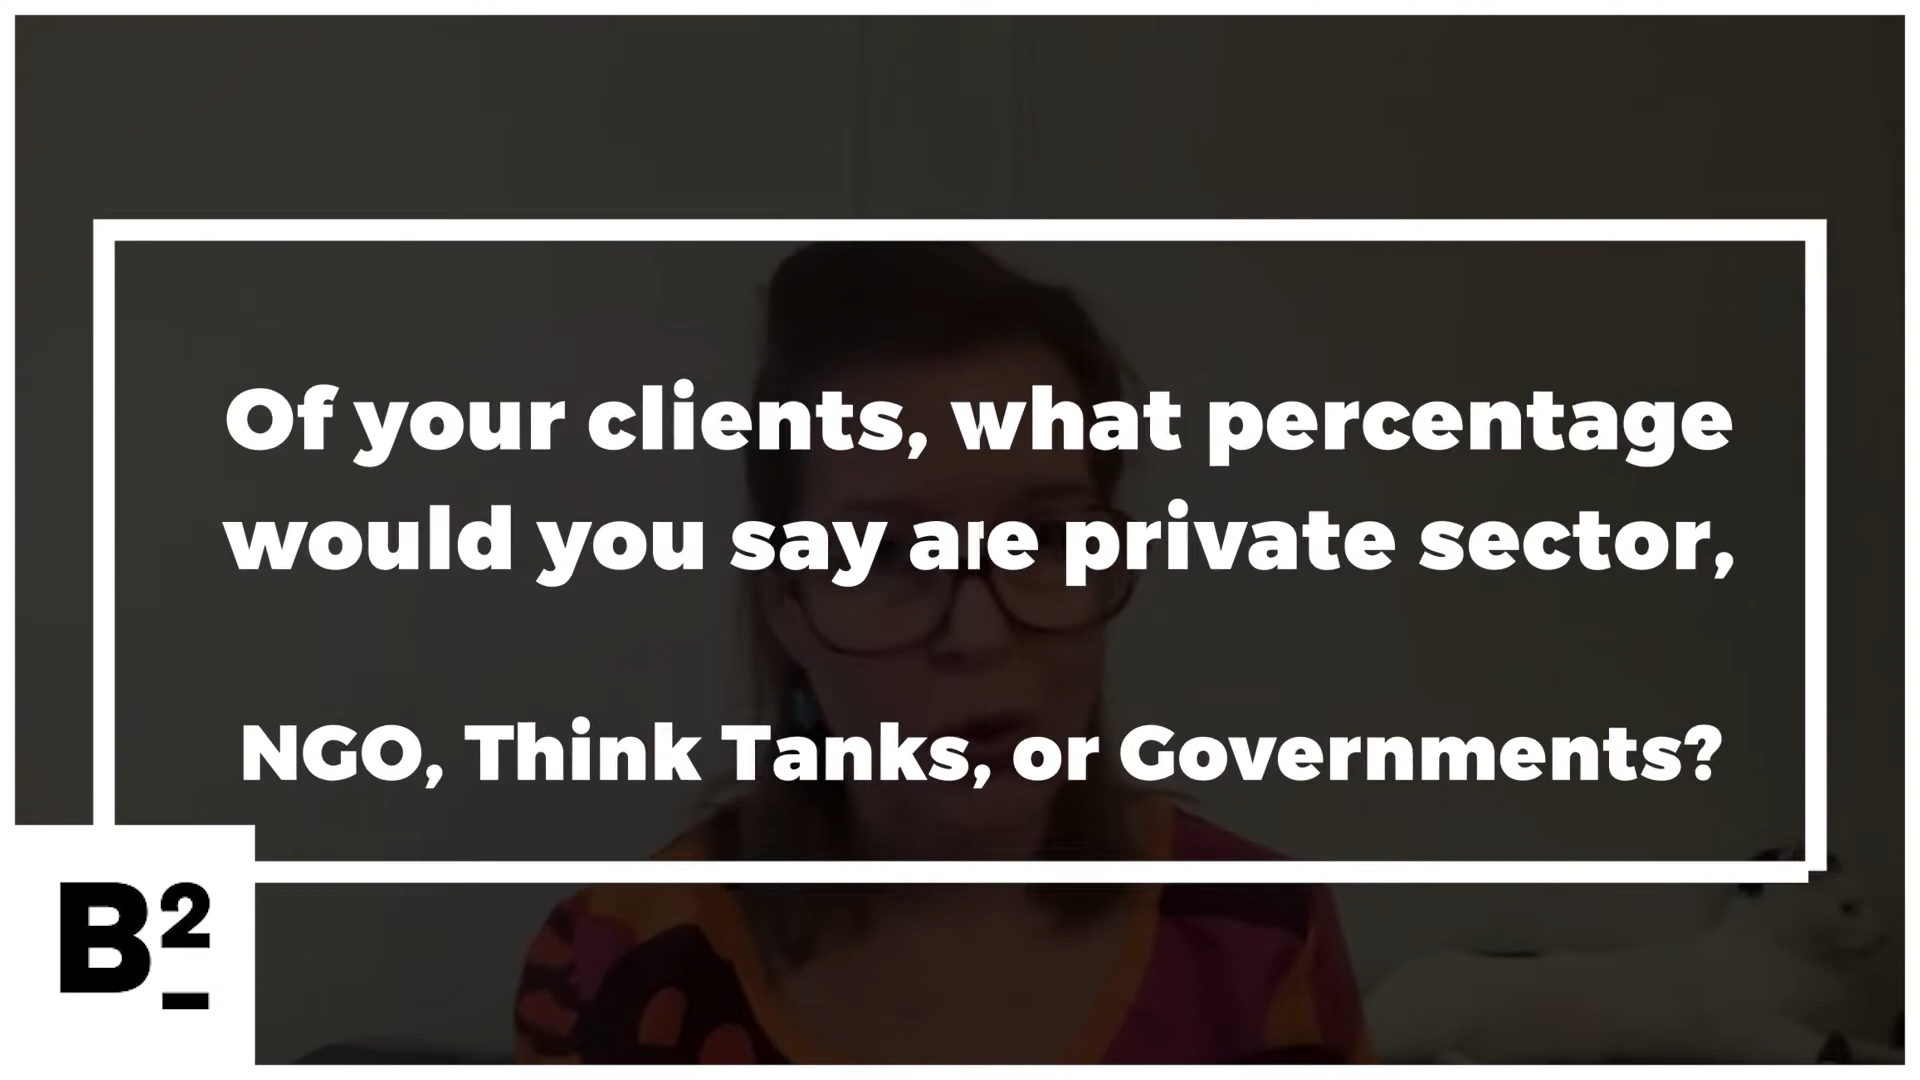 Of your clients, what percentage
would you say are private sector,
NGO, Think Tanks, or Governments?
B2